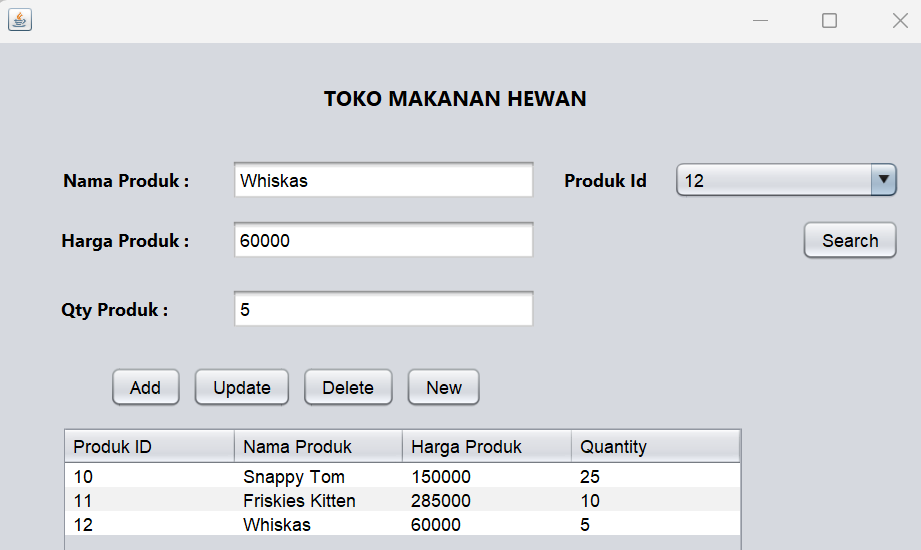 TOKO MAKANAN HEWAN
Nama Produk : Whiskas Produk Id 12
Harga Produk : 60000 Search
Qty Produk : 5
Add Update Delete New
Produk ID Nama Produk Harga Produk Quantity
10 Snappy Tom 150000 25
11 Friskies Kitten 285000 10
12 Whiskas 60000 5